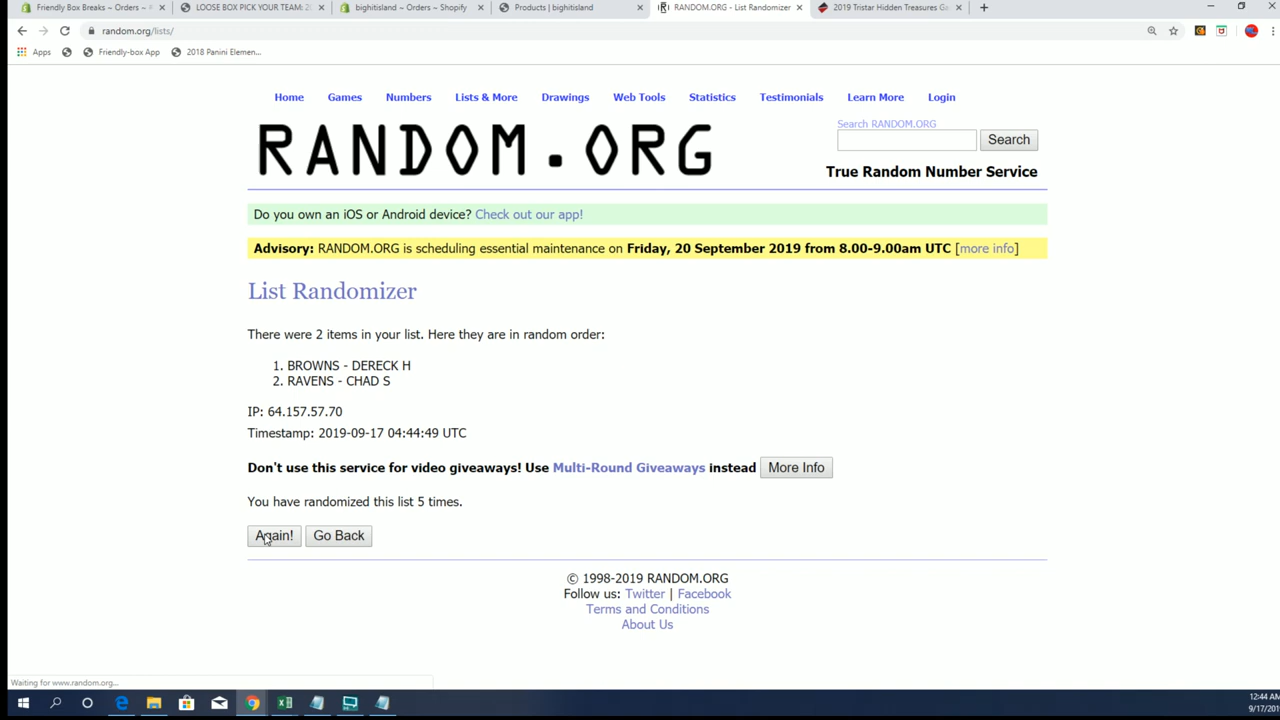 Friendly Box Breaks ~ Orders ~
LOOSE BOX PICK YOUR TEAM:
bighitisland ~ Orders ~ Shopify
Products | bighitisland
RANDOM.ORG - List Randomizer
2019 Tristar Hidden Treasures
random.org/lists/
Apps
Friendly-box App
2018 Panini Elemen...
Home
Games
Numbers
Lists & More
Drawings
Web Tools
Statistics
Testimonials
Learn More
Login
RANDOM.ORG
Search RANDOM.ORG
Search
True Random Number Service
Do you own an iOS or Android device? Check out our app!
Advisory: RANDOM.ORG is scheduling essential maintenance on Friday, 20 September 2019 from 8.00-9.00am UTC [more info]
List Randomizer
There were 2 items in your list. Here they are in random order:
1. BROWNS - DERECK H
2. RAVENS - CHAD S
IP: 64.157.57.70
Timestamp: 2019-09-17 04:44:49 UTC
Don't use this service for video giveaways! Use Multi-Round Giveaways instead
More Info
You have randomized this list 5 times.
Again!
Go Back
© 1998-2019 RANDOM.ORG
Follow us: Twitter | Facebook
Terms and Conditions
About Us
Waiting for www.random.org...
12:44 AM
9/17/201